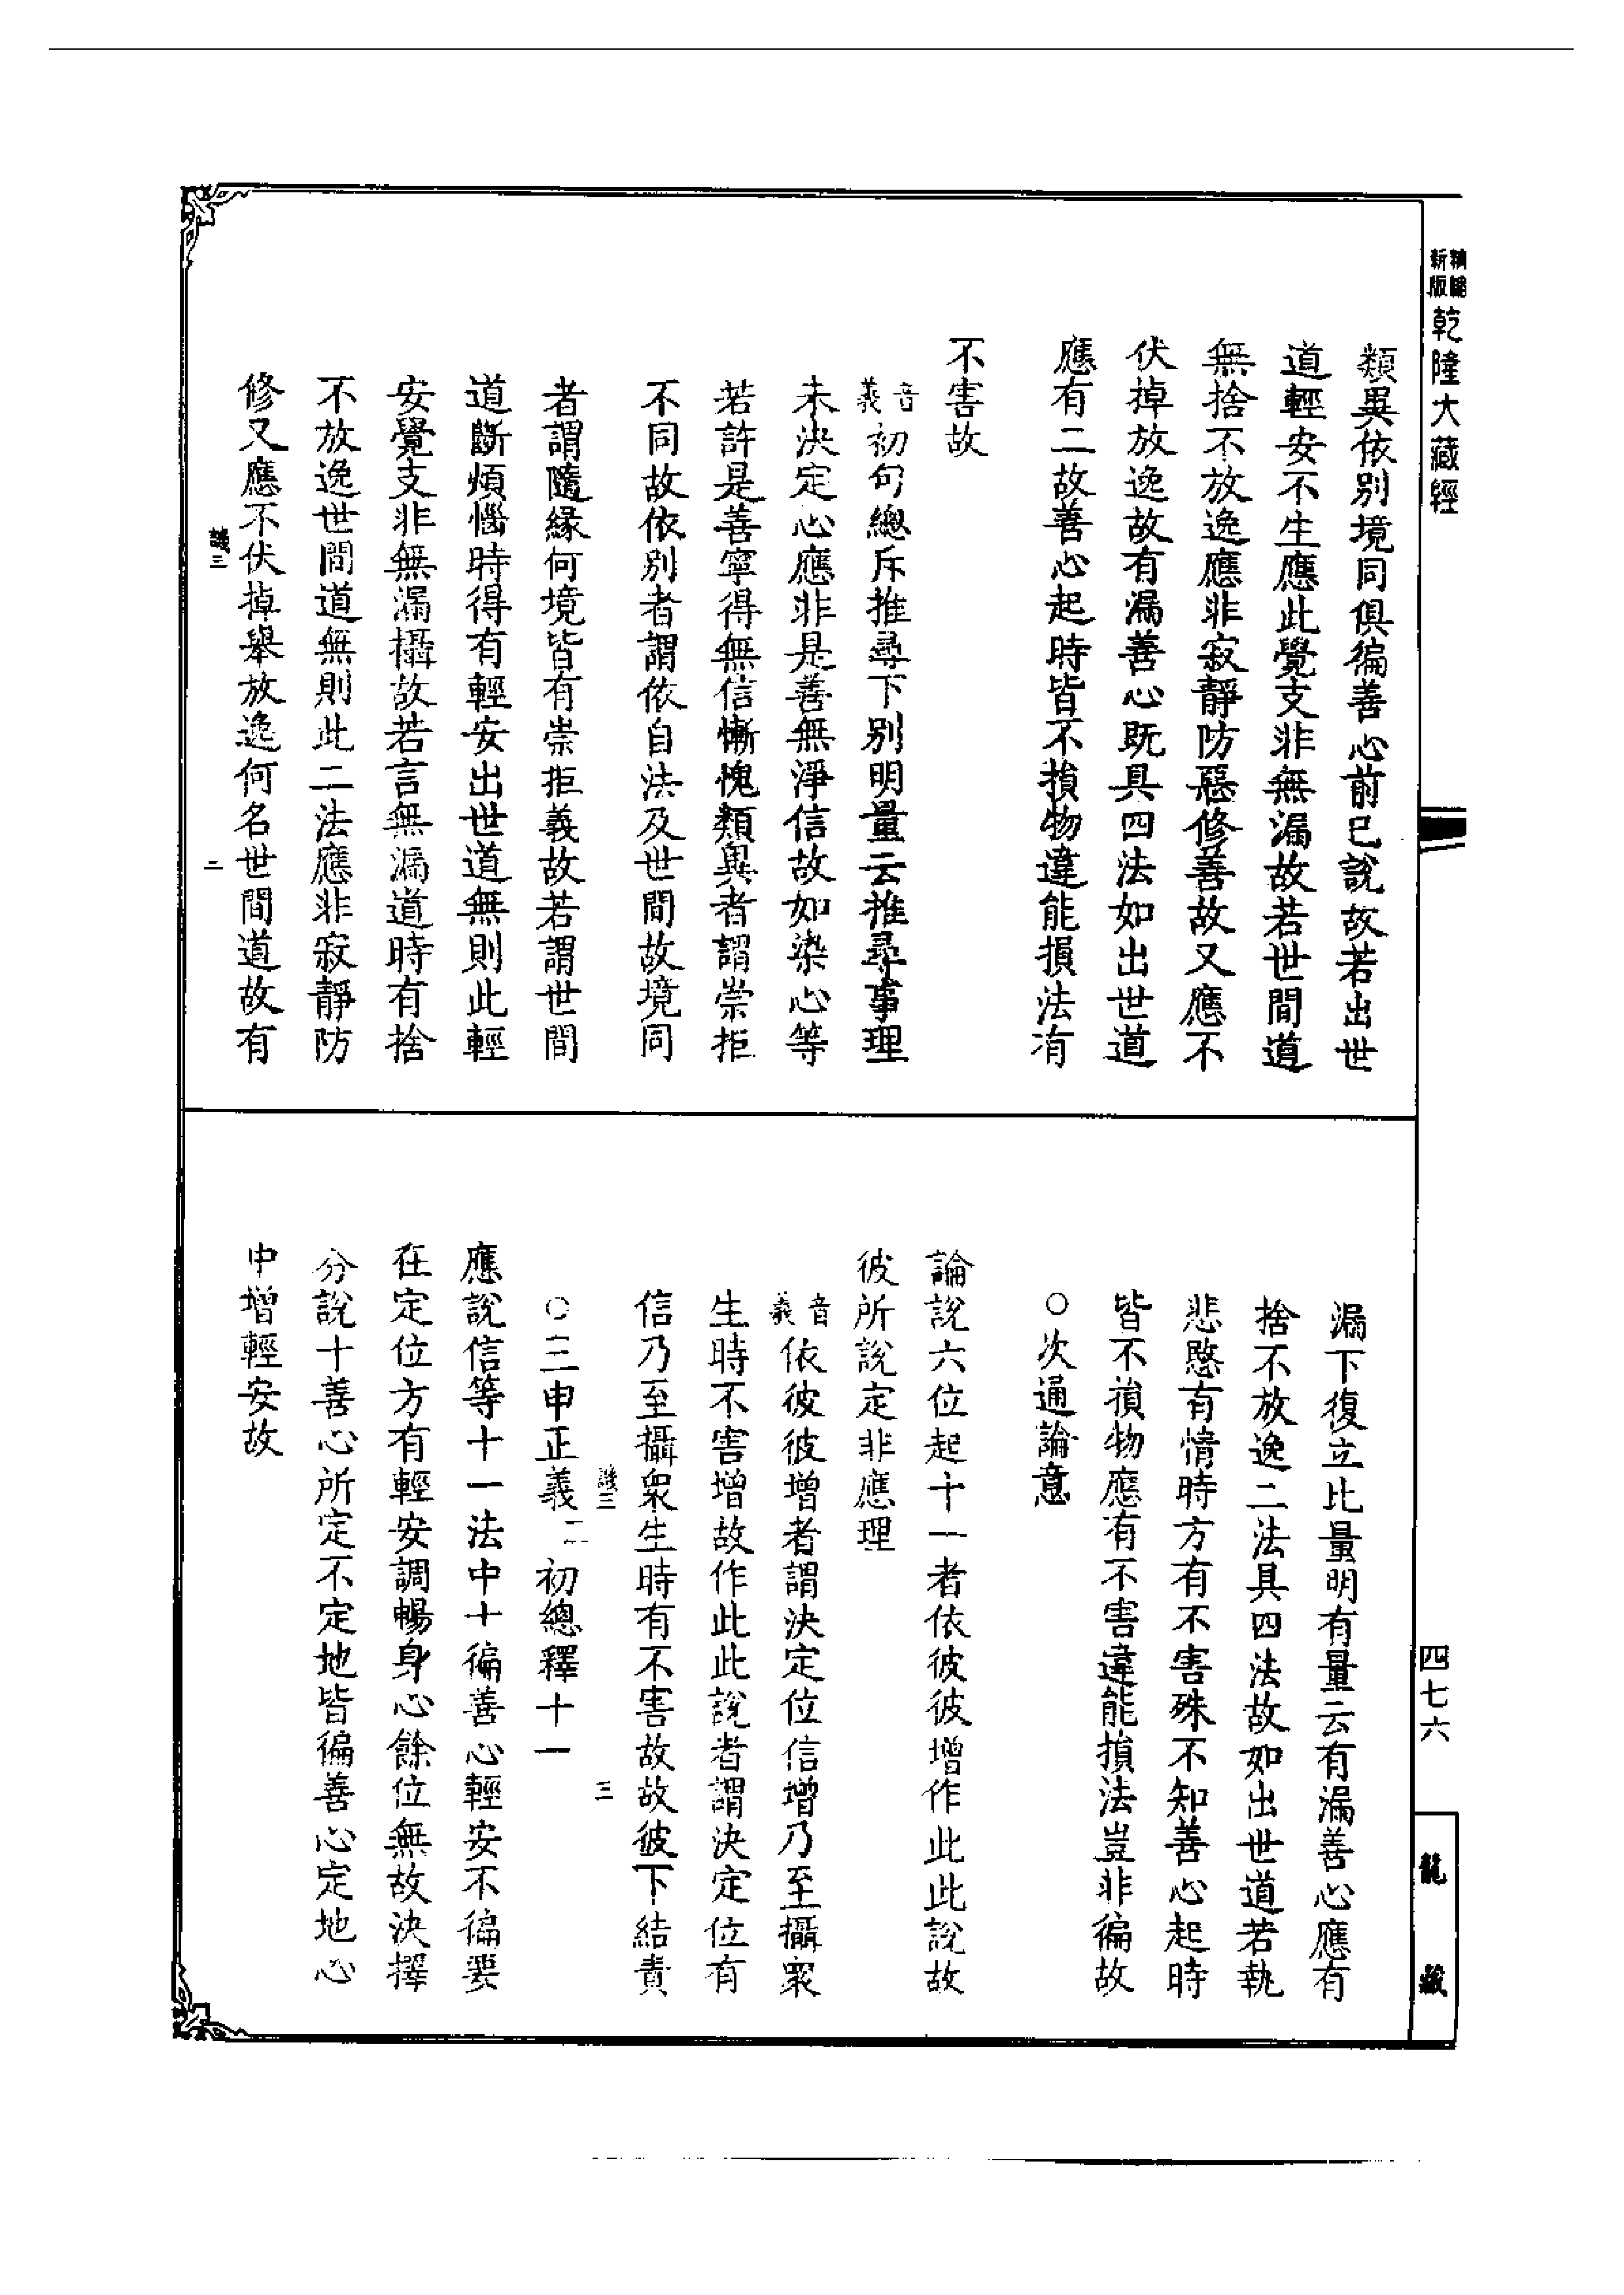 精縮新版乾隆大藏經
類異依別境同俱徧善心前已說故若出世
道輕安不生應此覺支非無漏故若世間道
無捨不放逸應非寂靜防惡修善故又應不
伏掉放逸故有漏善心既具四法如出世道
應有二故善心起時皆不損物違能損法有
不害故
音義初句總斥推尋下別明量云推尋事理
未決定心應非是善無淨信故如染心等
若許是善寧得無信慚愧類異者謂崇拒
不同故依別者謂依自法及世間故境同
者謂隨緣何境皆有崇拒義故若謂世間
道斷煩惱時得有輕安出世道無則此輕
安覺支非無漏攝故若言無漏道時有捨
不放逸世間道無則此二法應非寂靜防
修又應不伏掉舉放逸何名世間道故有
譏三 二
漏下復立比量明有量云有漏善心應有
捨不放逸二法具四法故如出世道若執
悲愍有情時方有不害殊不知善心起時
皆不損物應有不害違能損法豈非徧故
○次通論意
論說六位起十一者依彼彼增作此此說故
彼所說定非應理
音義依彼彼增者謂決定位信增乃至攝眾
生時不害增故作此此說者謂決定位有
信乃至攝眾生時有不害故故彼下結責
譏三 三
○三申正義二初總釋十一
應說信等十一法中十徧善心輕安不徧要
在定位方有輕安調暢身心餘位無故決擇
分說十善心所定不定地皆徧善心定地心
中增輕安故
四七六
龍藏